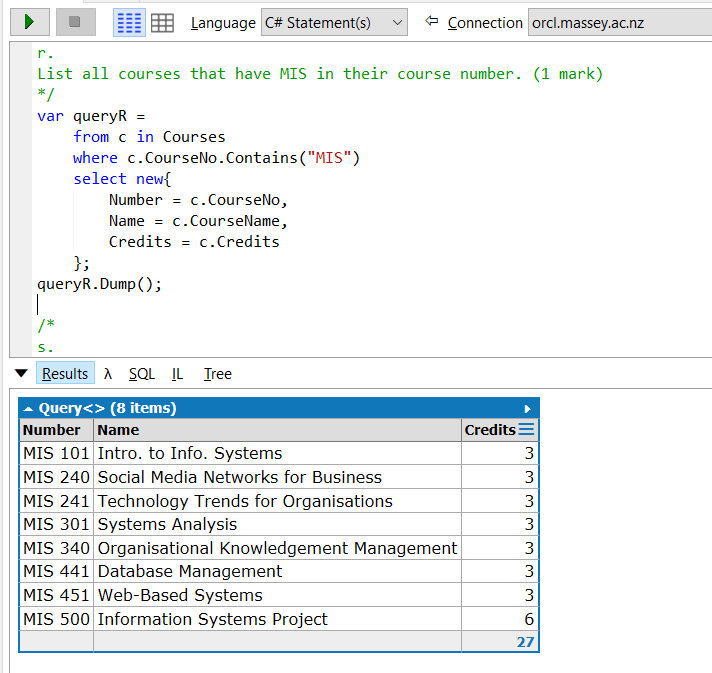 Language C# Statement(s) Connection orcl.massey.ac.nz
r.
List all courses that have MIS in their course number. (1 mark)
*/
var queryR =
from c in Courses
where c.CourseNo.Contains("MIS")
select new{
Number = c.CourseNo,
Name = c.CourseName,
Credits = c.Credits
};
queryR.Dump();
/*
s.
Results λ SQL IL Tree
Query<> (8 items)
Number Name Credits
MIS 101 Intro. to Info. Systems 3
MIS 240 Social Media Networks for Business 3
MIS 241 Technology Trends for Organisations 3
MIS 301 Systems Analysis 3
MIS 340 Organisational Knowledgement Management 3
MIS 441 Database Management 3
MIS 451 Web-Based Systems 3
MIS 500 Information Systems Project 6
27